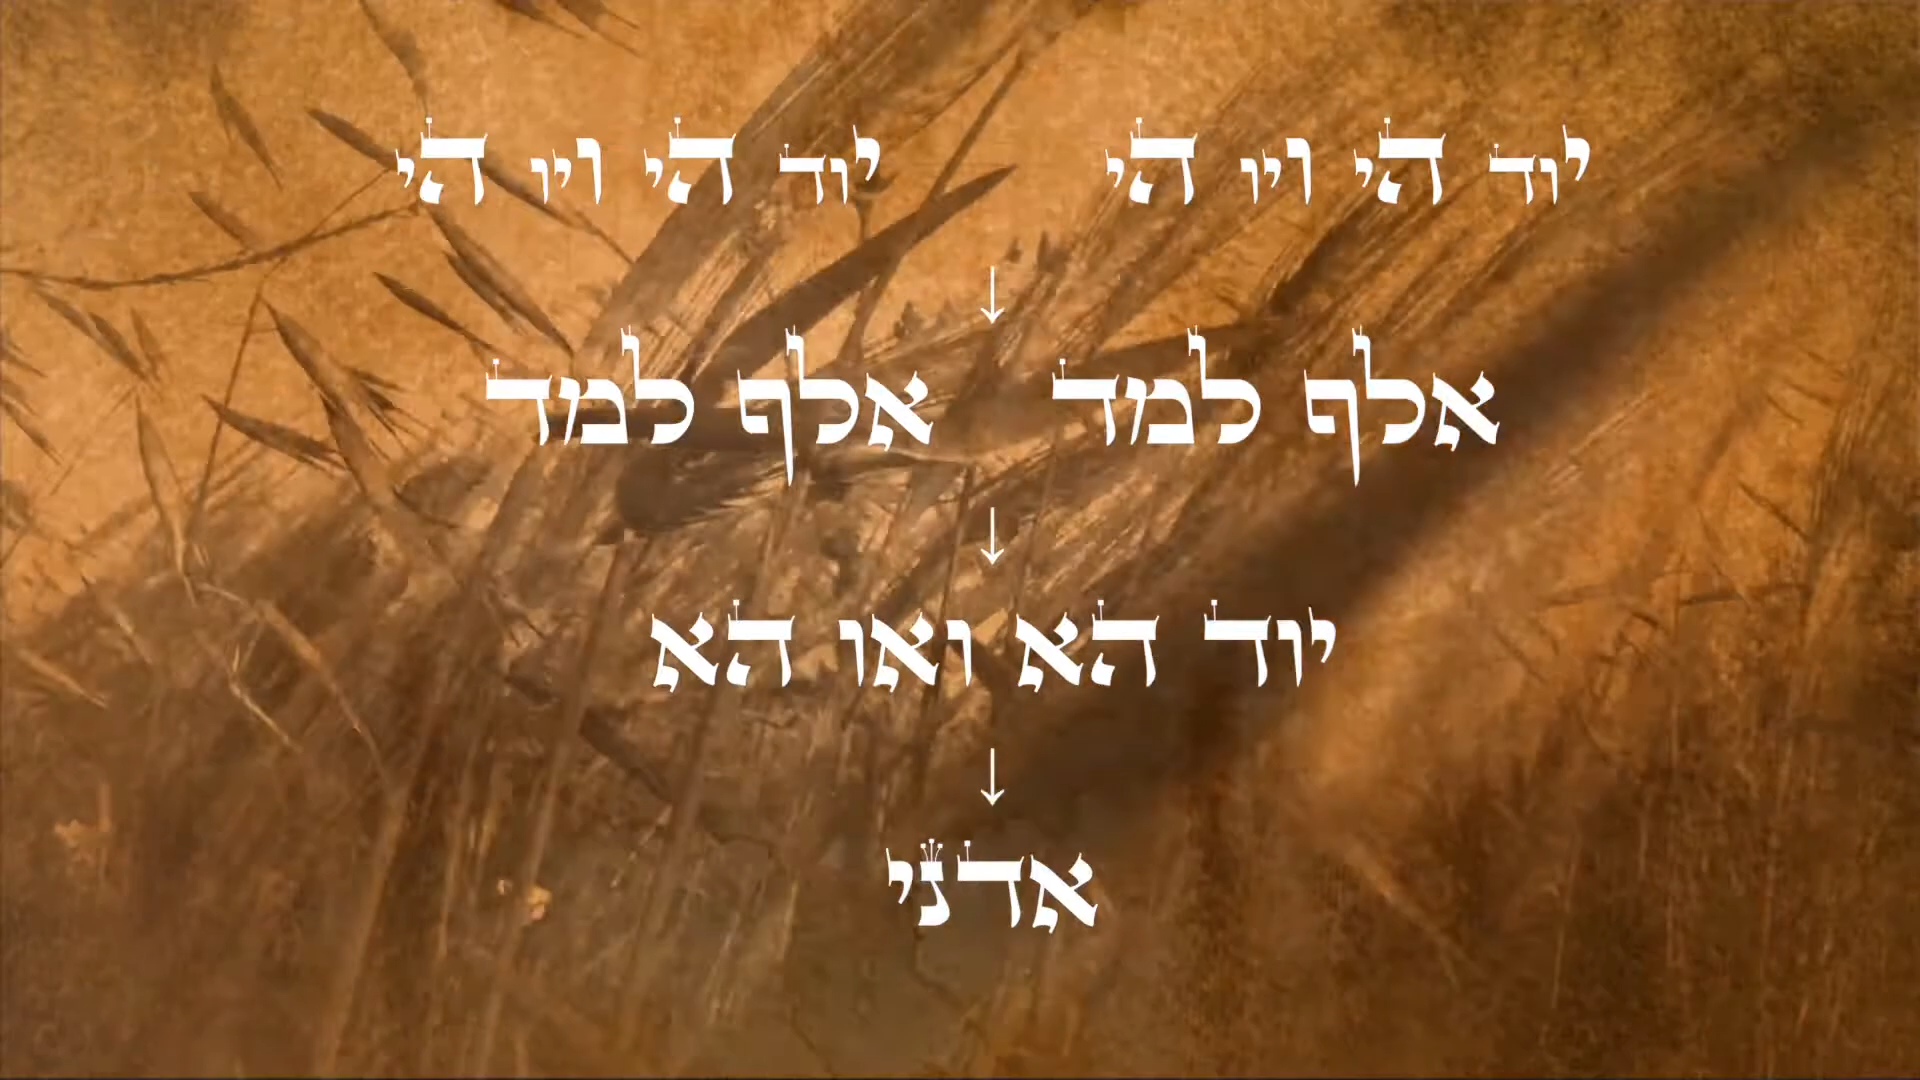 יוד הי ויו הי יוד הי ויו הי
↓
אלף למד אלף למד
↓
יוד הא ואו הא
↓
אדני